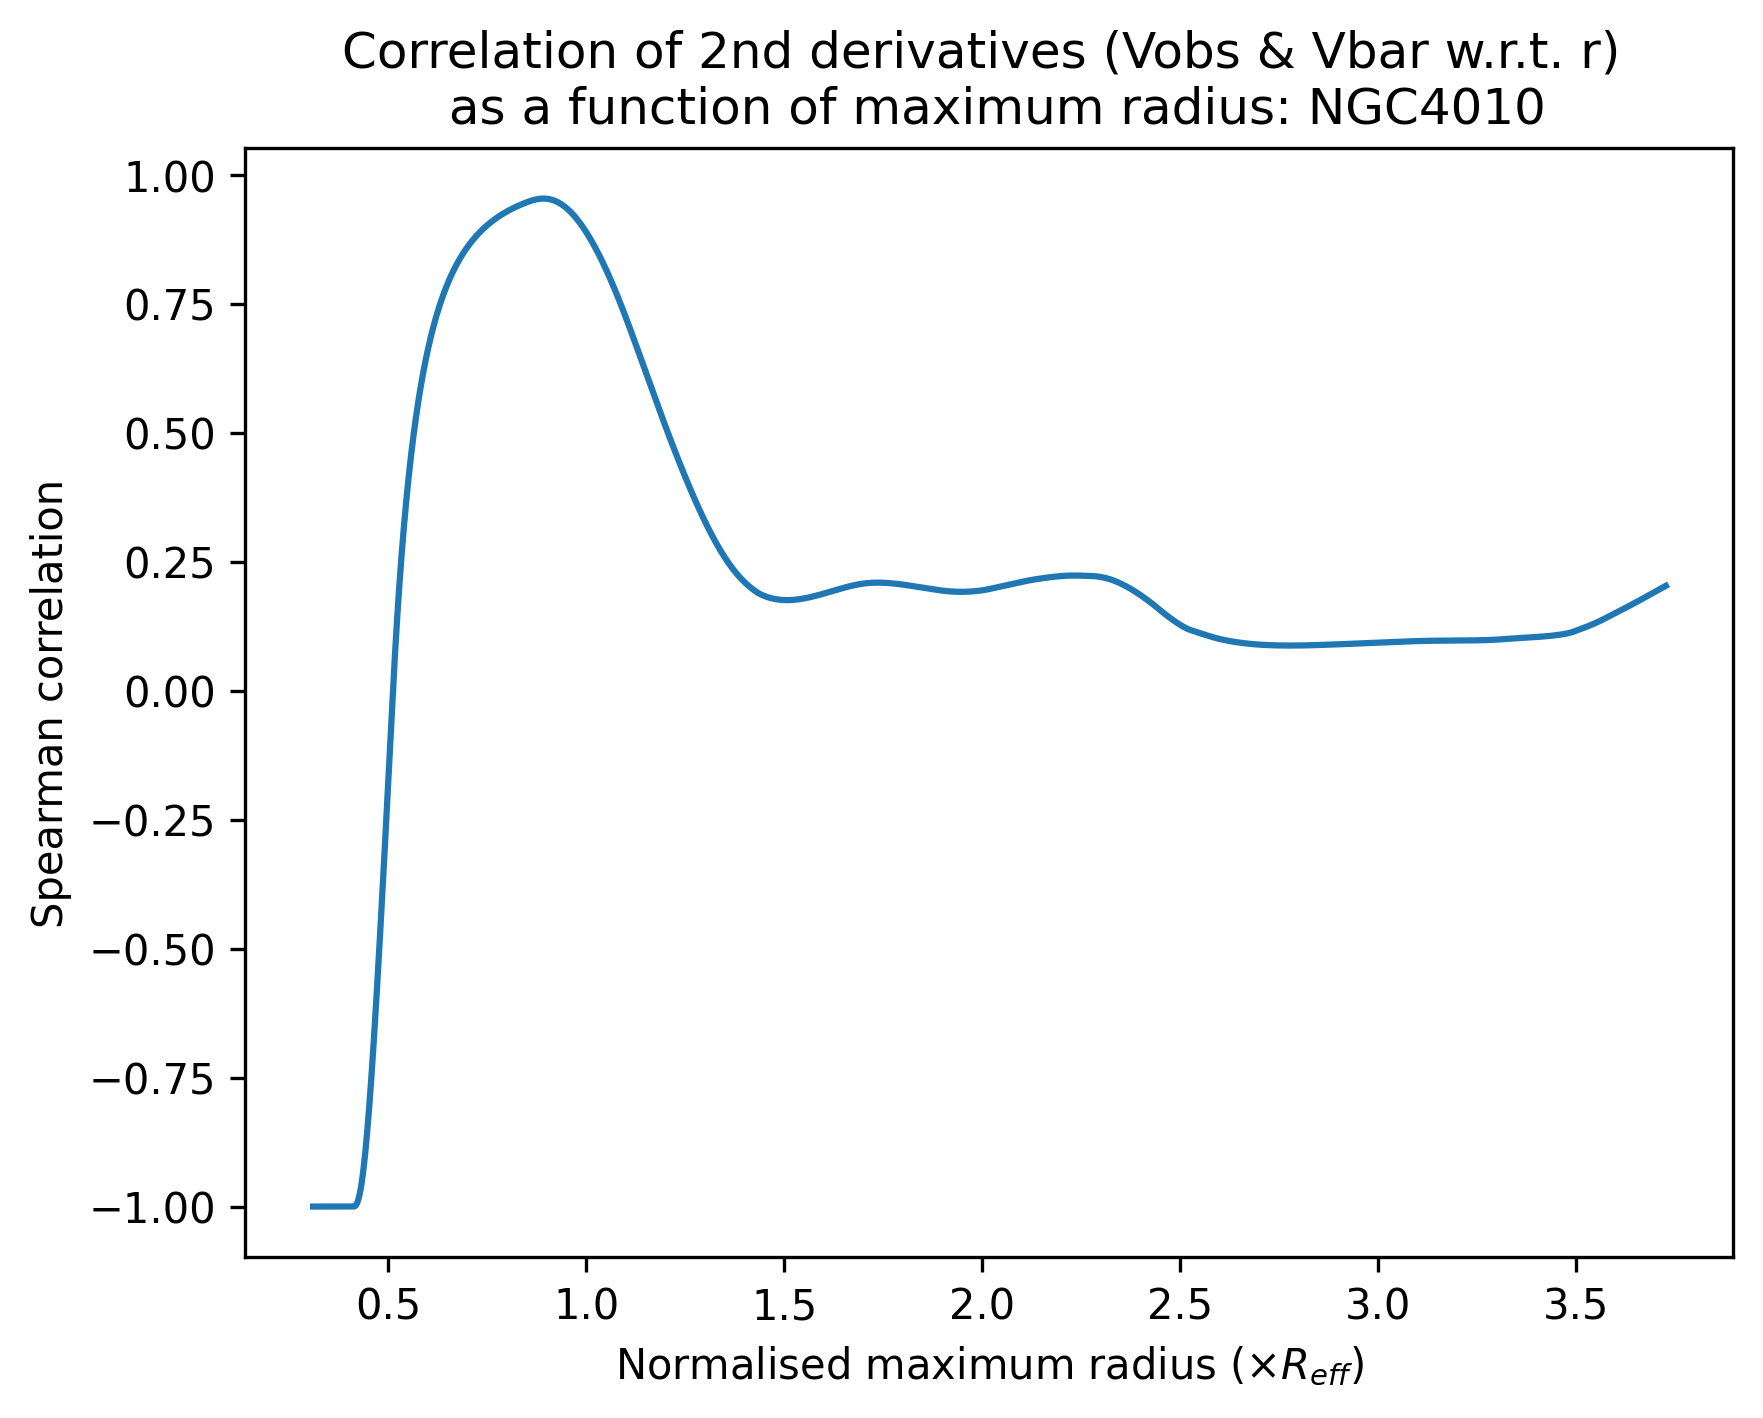 Correlation of 2nd derivatives (Vobs & Vbar w.r.t. r)
as a function of maximum radius: NGC4010
1.00
0.75
0.50
0.25
0.00
−0.25
−0.50
−0.75
−1.00
Spearman correlation
0.5 1.0 1.5 2.0 2.5 3.0 3.5
Normalised maximum radius (×R_eff)